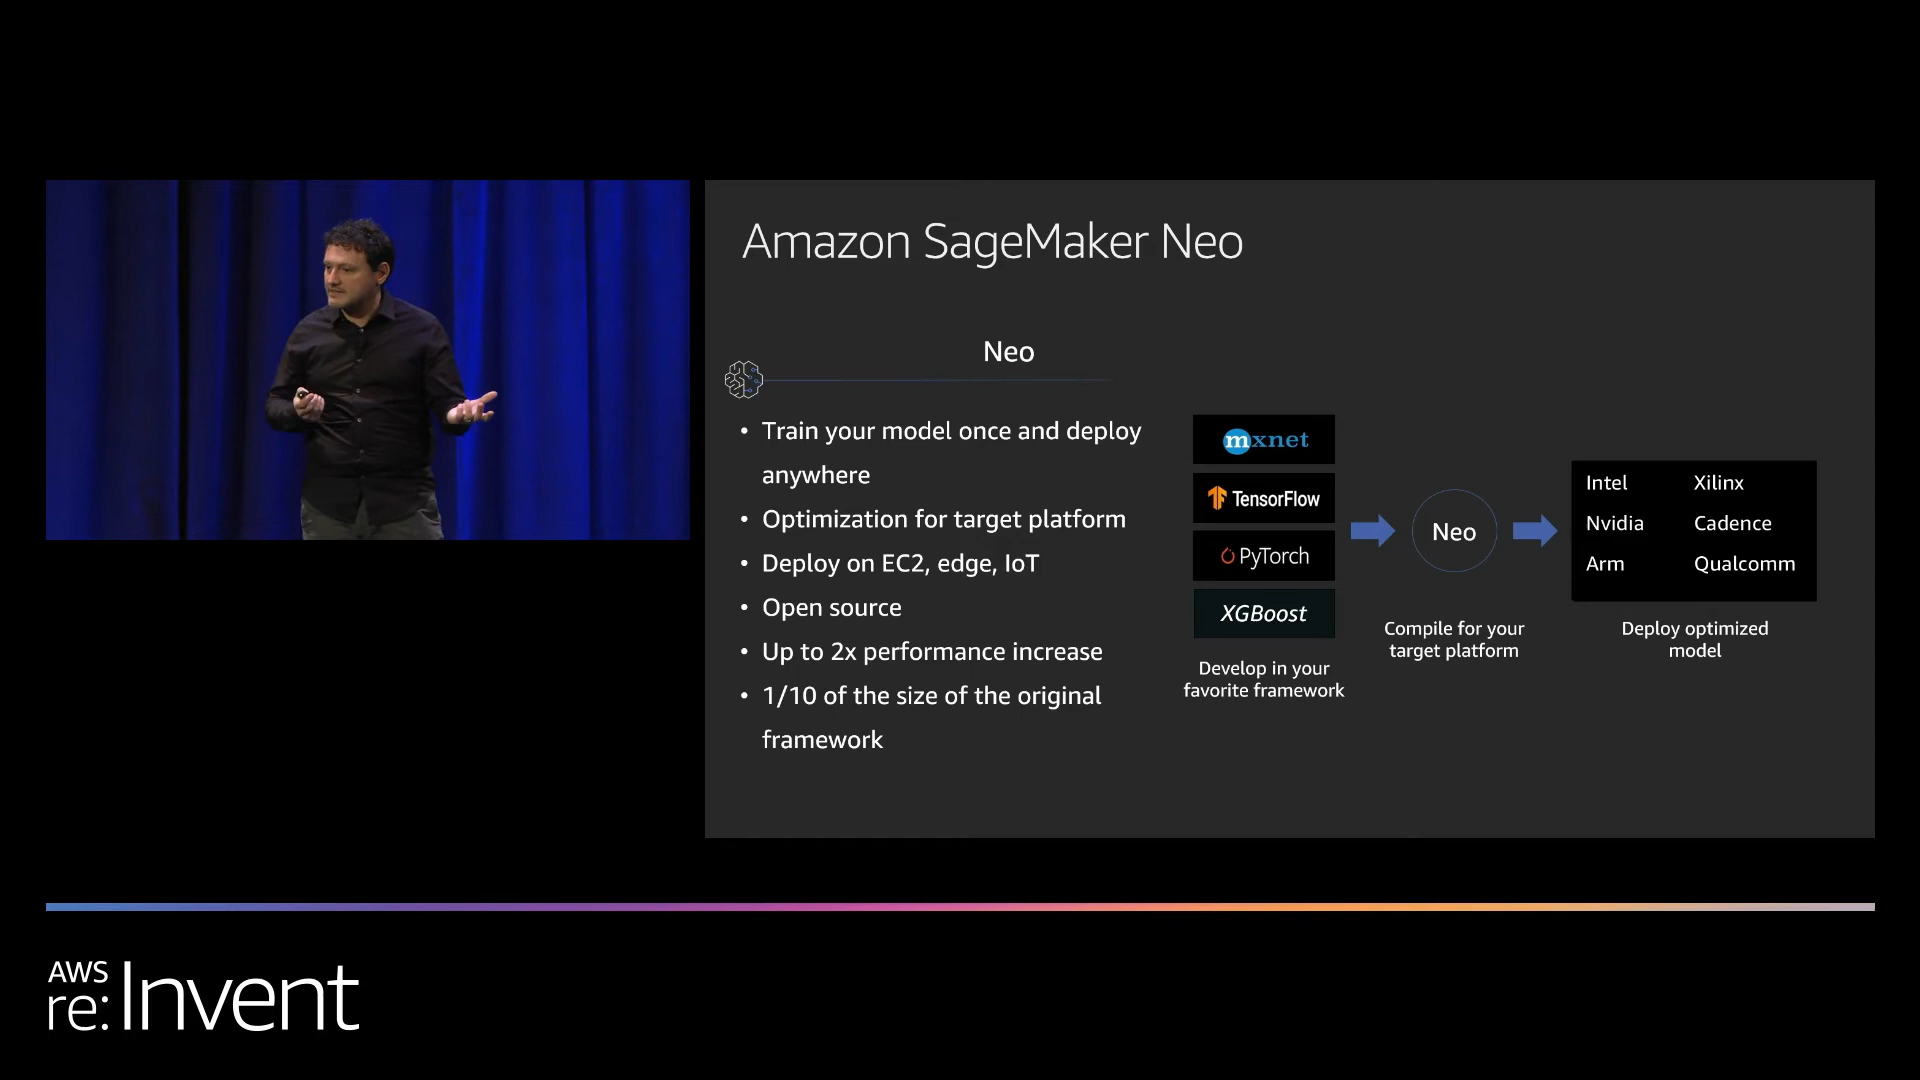 Amazon SageMaker Neo
Neo
• Train your model once and deploy
anywhere
• Optimization for target platform
• Deploy on EC2, edge, IoT
• Open source
• Up to 2x performance increase
• 1/10 of the size of the original
framework
mxnet
TensorFlow
PyTorch
XGBoost
Develop in your
favorite framework
Neo
Compile for your
target platform
Intel Xilinx
Nvidia Cadence
Arm Qualcomm
Deploy optimized
model
AWS
re:Invent